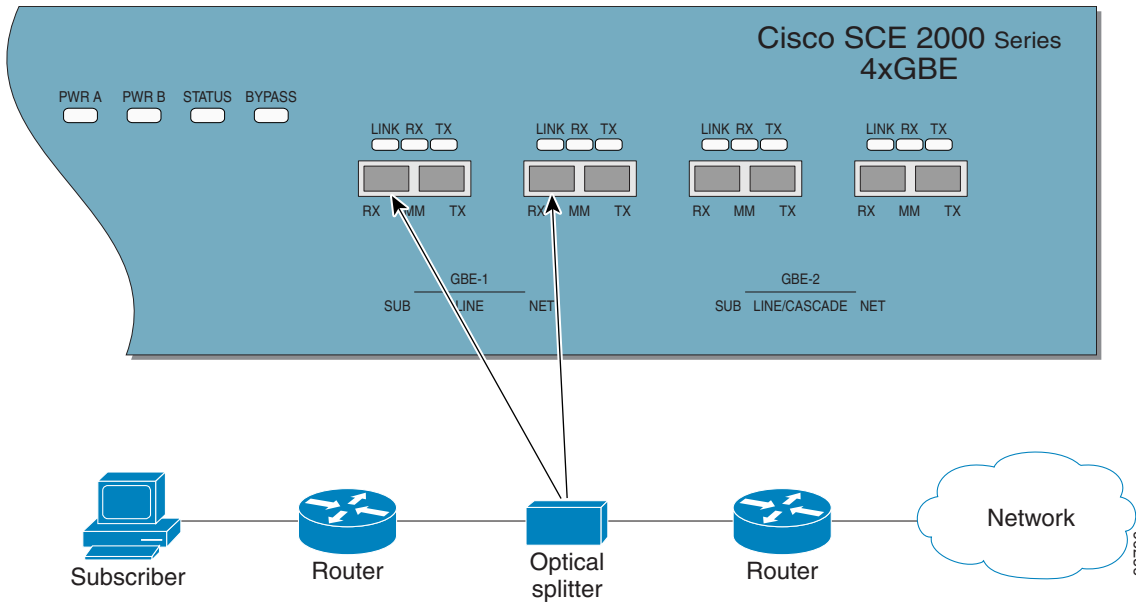 Cisco SCE 2000 Series
4xGBE
PWR A PWR B STATUS BYPASS
LINK RX TX LINK RX TX LINK RX TX LINK RX TX
RX MM TX RX MM TX RX MM TX RX MM TX
GBE-1 GBE-2
SUB LINE NET SUB LINE/CASCADE NET
Network
Subscriber Router Optical splitter Router